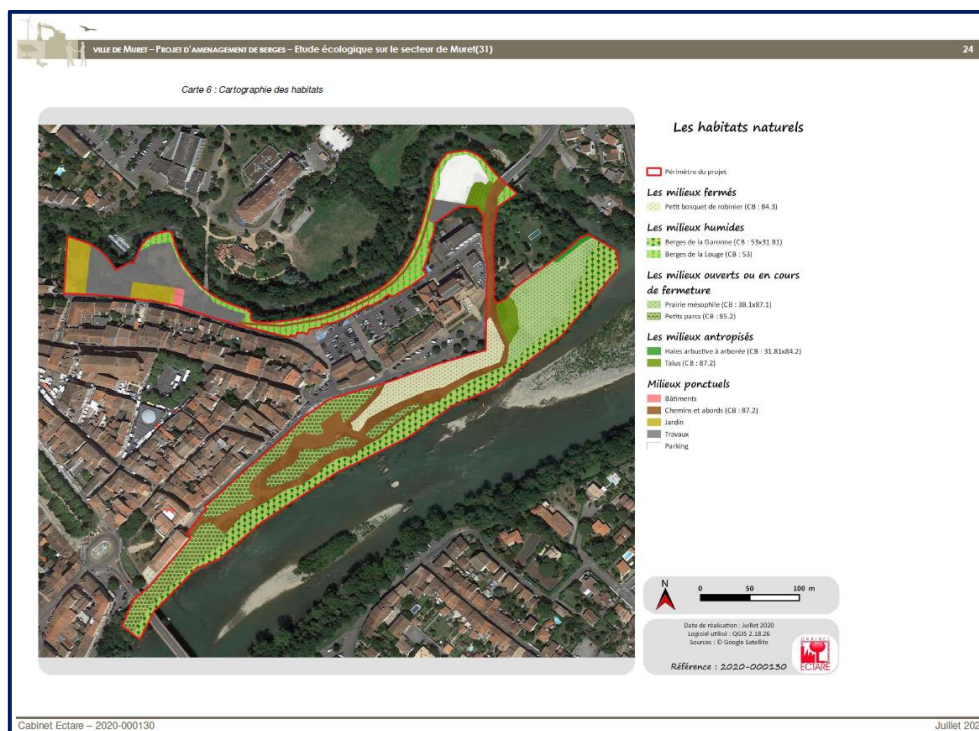 VILLE DE MURET – PROJET D'AMENAGEMENT DE BERGES – Etude écologique sur le secteur de Muret(31)
24
Carte 6 : Cartographie des habitats
Les habitats naturels
Périmètre du projet
Les milieux fermés
Petit bosquet de robinier (CB : 84.3)
Les milieux humides
Berges de la Garonne (CB : 53x31.81)
Berges de la Louge (CB : 53)
Les milieux ouverts ou en cours
de fermeture
Prairie mésophile (CB : 38.1x87.1)
Petits parcs (CB : 85.2)
Les milieux antropisés
Haies arbustive à arborée (CB : 31.81x84.2)
Talus (CB : 87.2)
Milieux ponctuels
Bâtiments
Chemins et abords (CB : 87.2)
Jardin
Travaux
Parking
N
0 50 100 m
Date de réalisation : Juillet 2020
Logiciel utilisé : QGIS 2.18.26
Sources : © Google Satellite
Référence : 2020-000130
CABINET
ECTARE
Cabinet Ectare – 2020-000130
Juillet 202